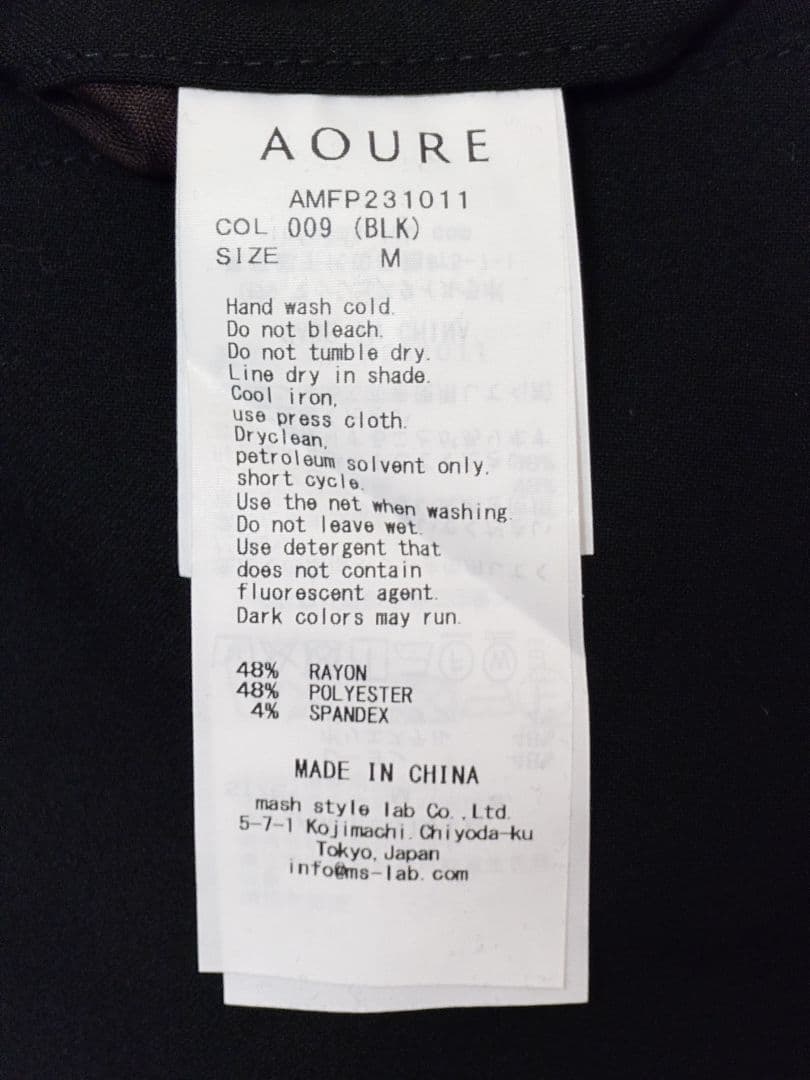 AOURE
AMFP231011
COL 009 (BLK)
SIZE M
Hand wash cold.
Do not bleach.
Do not tumble dry.
Line dry in shade.
Cool iron,
use press cloth.
Dryclean,
petroleum solvent only,
short cycle.
Use the net when washing.
Do not leave wet.
Use detergent that
does not contain
fluorescent agent.
Dark colors may run.
48% RAYON
48% POLYESTER
4% SPANDEX
MADE IN CHINA
mash style lab Co.,Ltd.
5-7-1 Kojimachi.Chiyoda-ku
Tokyo, Japan
info@ms-lab.com